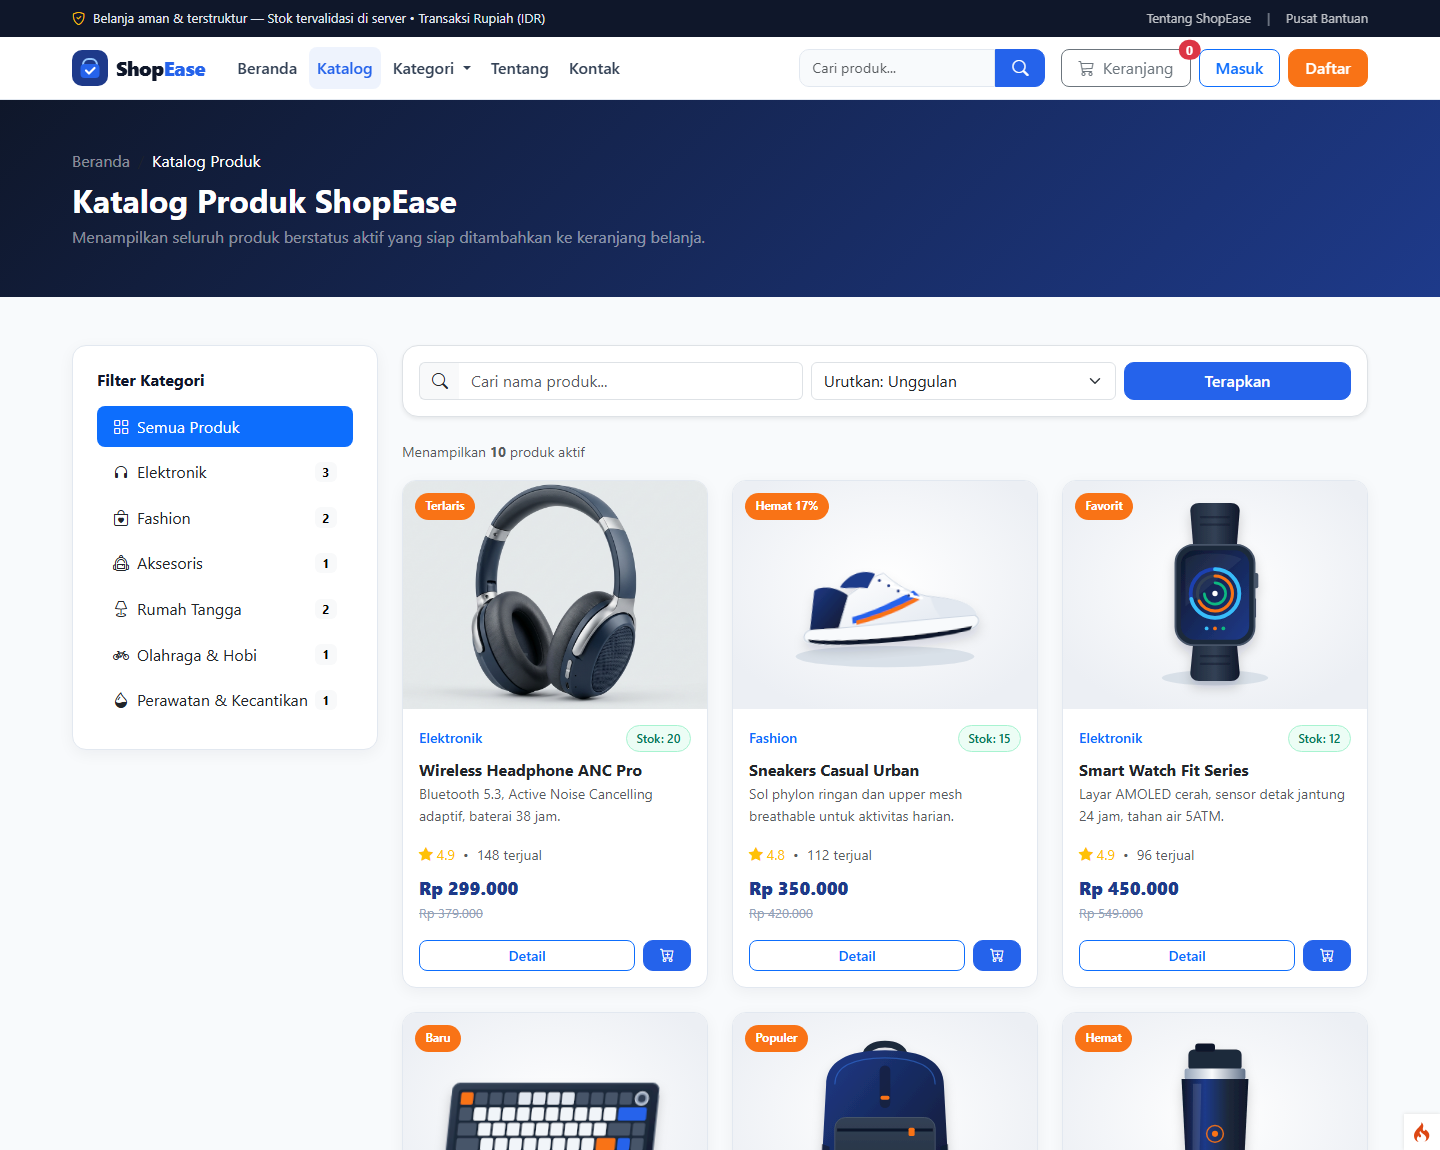 Belanja aman & terstruktur — Stok tervalidasi di server • Transaksi Rupiah (IDR)
Tentang ShopEase | Pusat Bantuan
ShopEase
Beranda Katalog Kategori Tentang Kontak
Cari produk...
Keranjang 0
Masuk
Daftar
Beranda Katalog Produk
Katalog Produk ShopEase
Menampilkan seluruh produk berstatus aktif yang siap ditambahkan ke keranjang belanja.
Filter Kategori
Semua Produk
Elektronik 3
Fashion 2
Aksesoris 1
Rumah Tangga 2
Olahraga & Hobi 1
Perawatan & Kecantikan 1
Cari nama produk...
Urutkan: Unggulan
Terapkan
Menampilkan 10 produk aktif
Terlaris
Elektronik
Stok: 20
Wireless Headphone ANC Pro
Bluetooth 5.3, Active Noise Cancelling
adaptif, baterai 38 jam.
4.9 • 148 terjual
Rp 299.000
Rp 379.000
Detail
Hemat 17%
Fashion
Stok: 15
Sneakers Casual Urban
Sol phylon ringan dan upper mesh
breathable untuk aktivitas harian.
4.8 • 112 terjual
Rp 350.000
Rp 420.000
Detail
Favorit
Elektronik
Stok: 12
Smart Watch Fit Series
Layar AMOLED cerah, sensor detak jantung
24 jam, tahan air 5ATM.
4.9 • 96 terjual
Rp 450.000
Rp 549.000
Detail
Baru
Populer
Hemat